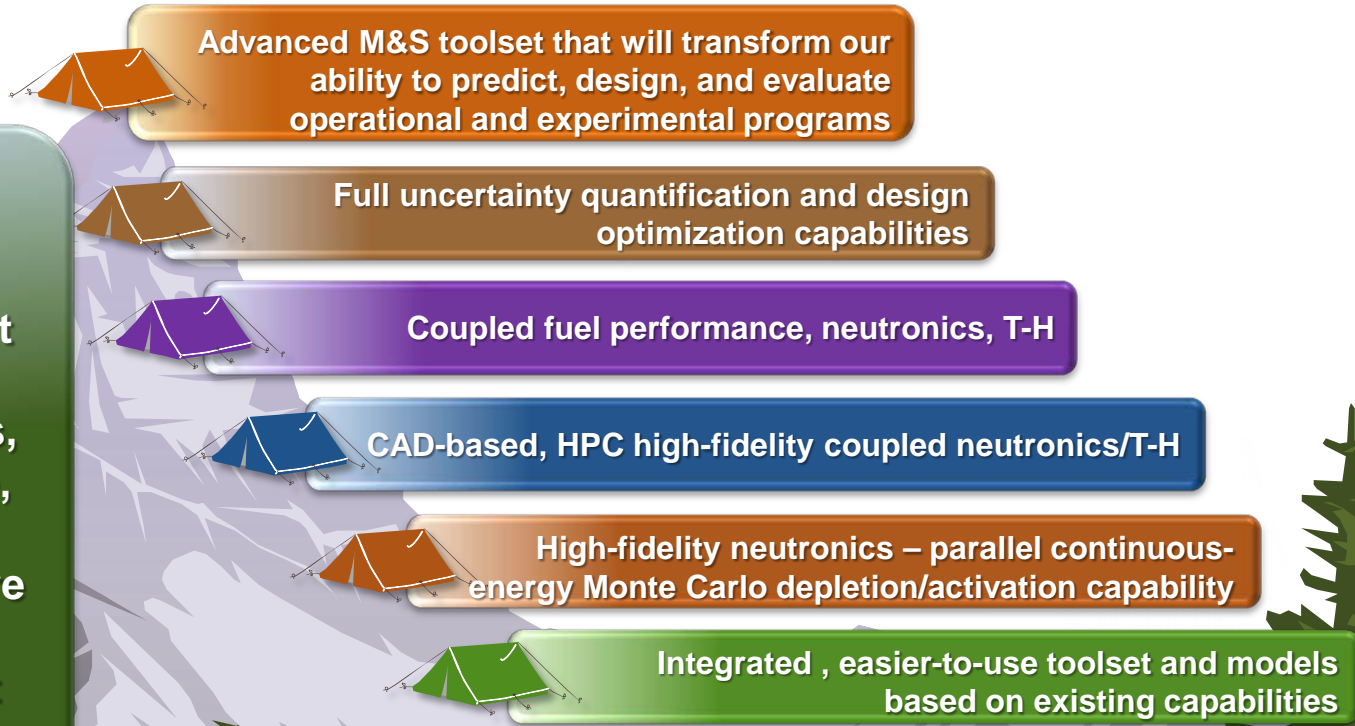 Advanced M&S toolset that will transform our
ability to predict, design, and evaluate
operational and experimental programs
Full uncertainty quantification and design
optimization capabilities
Coupled fuel performance, neutronics, T-H
CAD-based, HPC high-fidelity coupled neutronics/T-H
High-fidelity neutronics – parallel continuous-
energy Monte Carlo depletion/activation capability
Integrated , easier-to-use toolset and models
based on existing capabilities